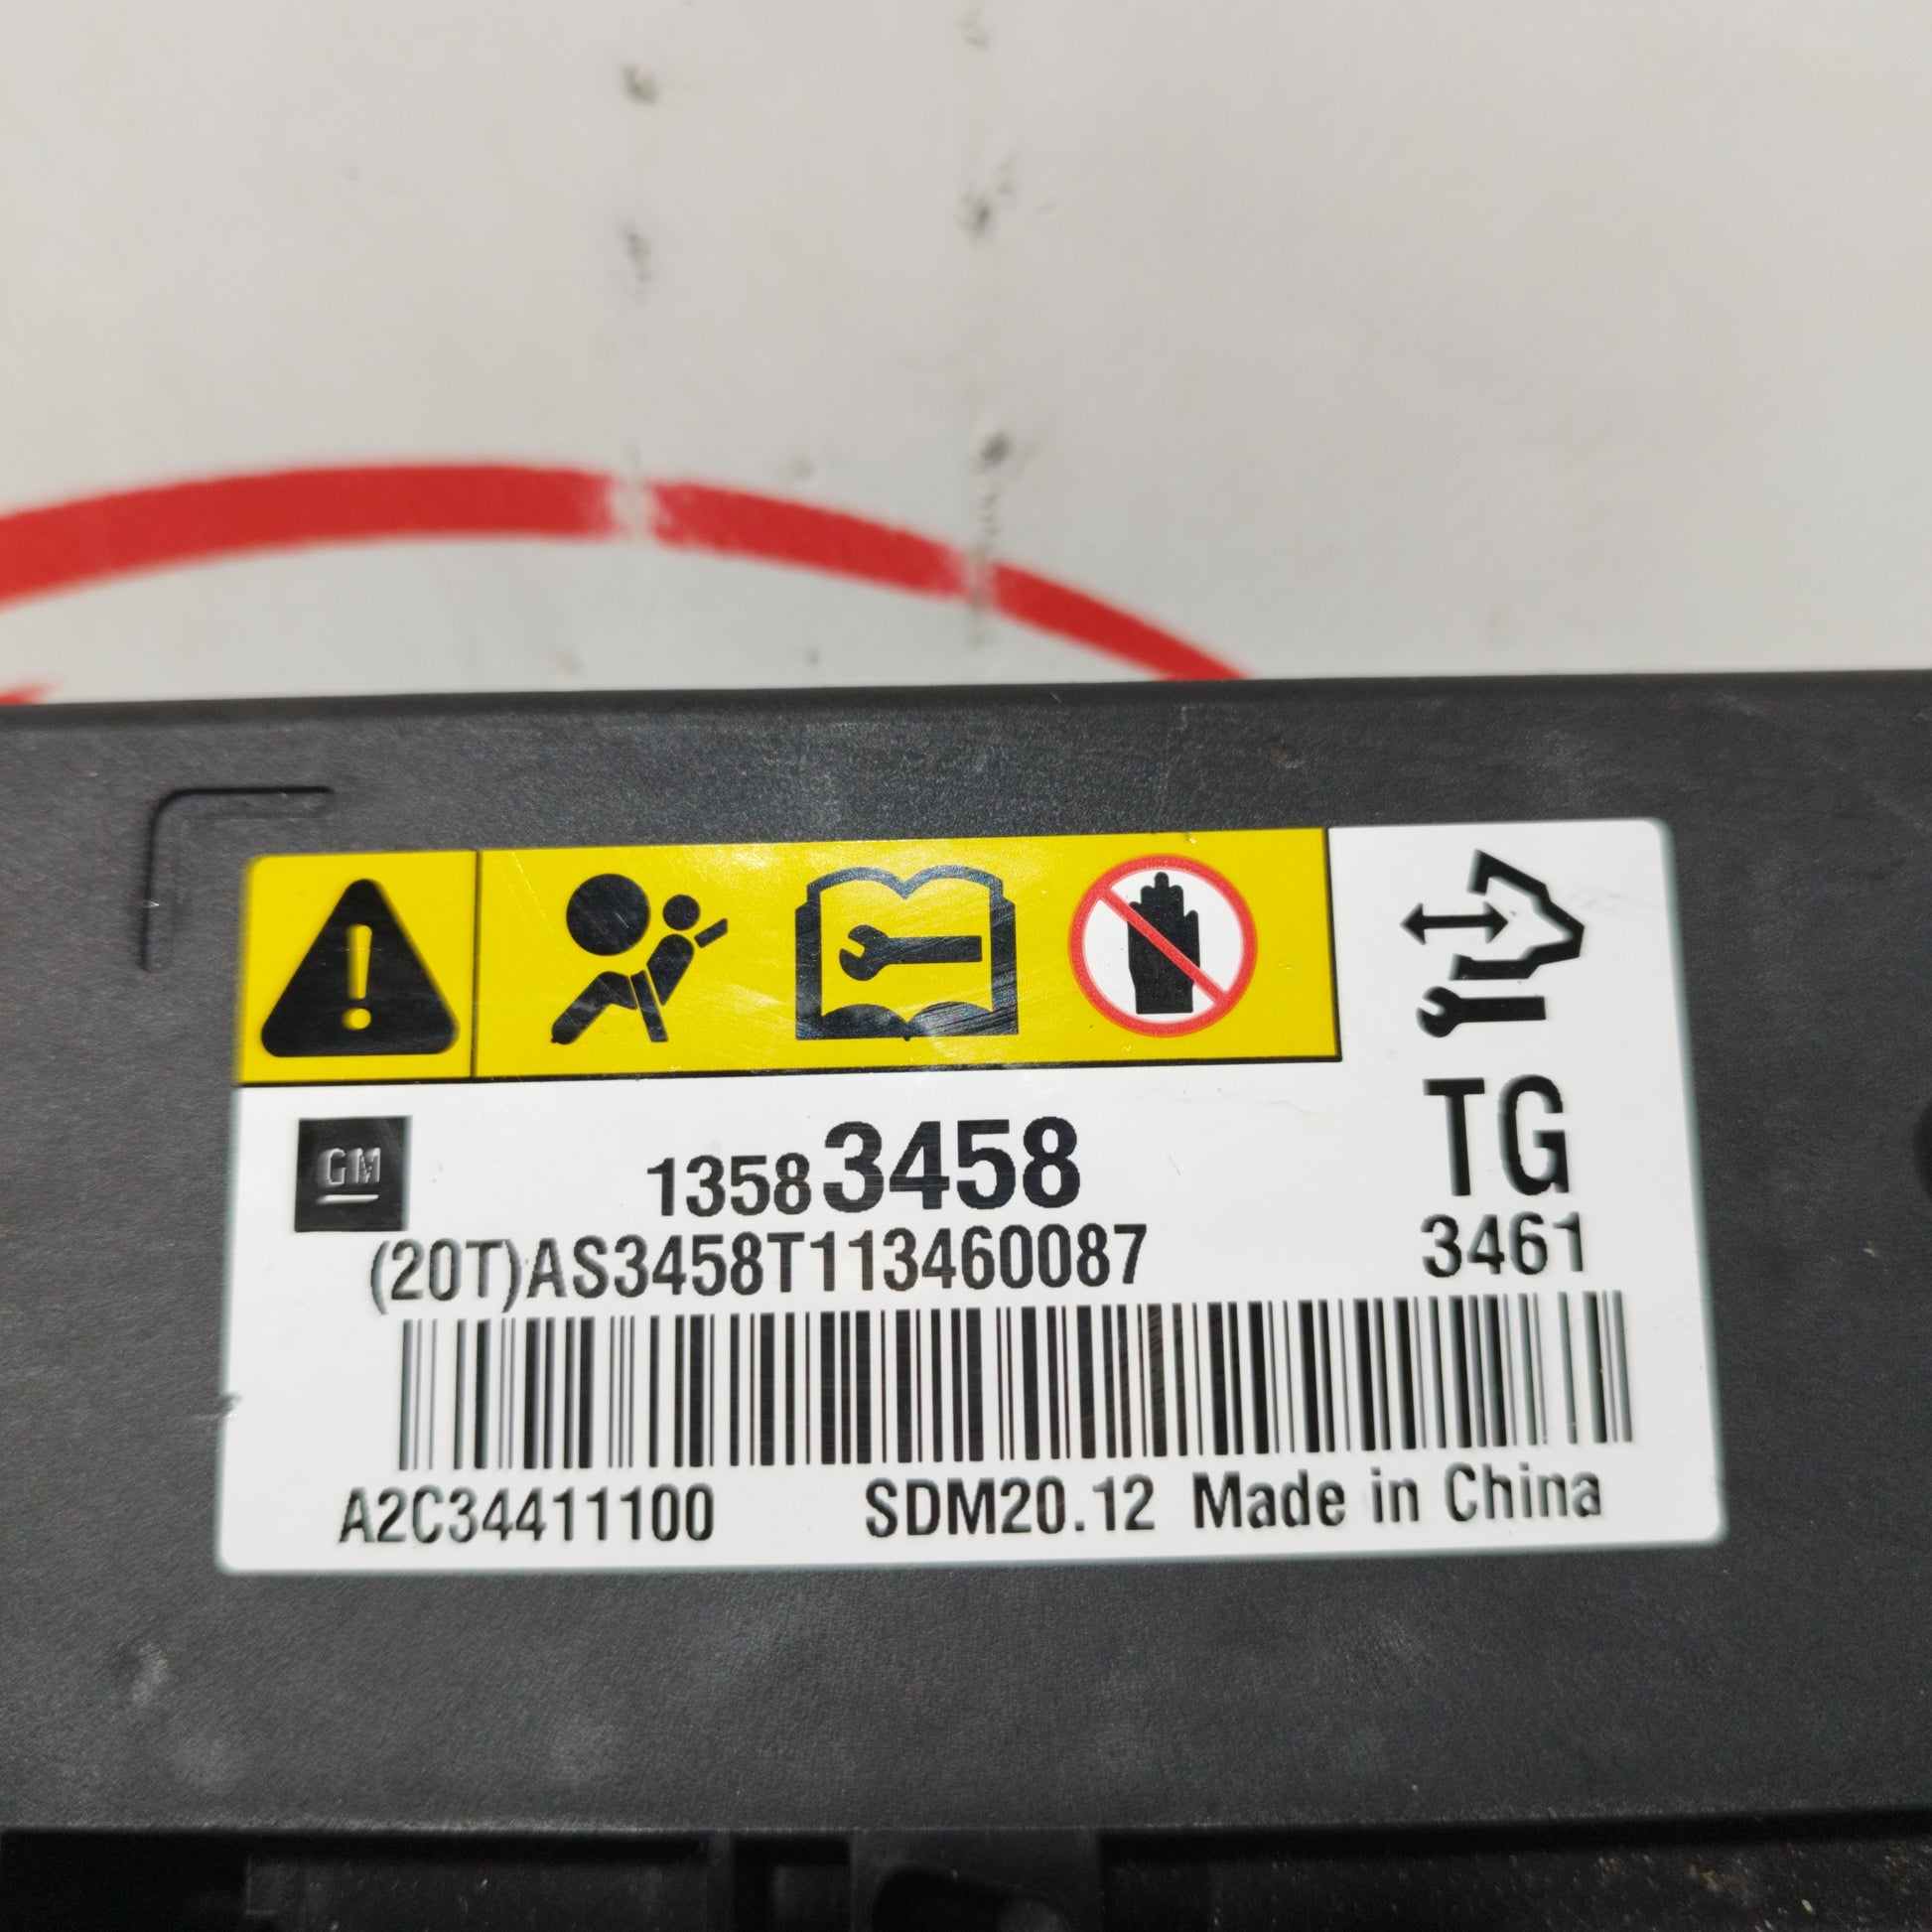 GM
13583458
TG
(20T)AS3458T113460087
3461
A2C34411100 SDM20.12 Made in China